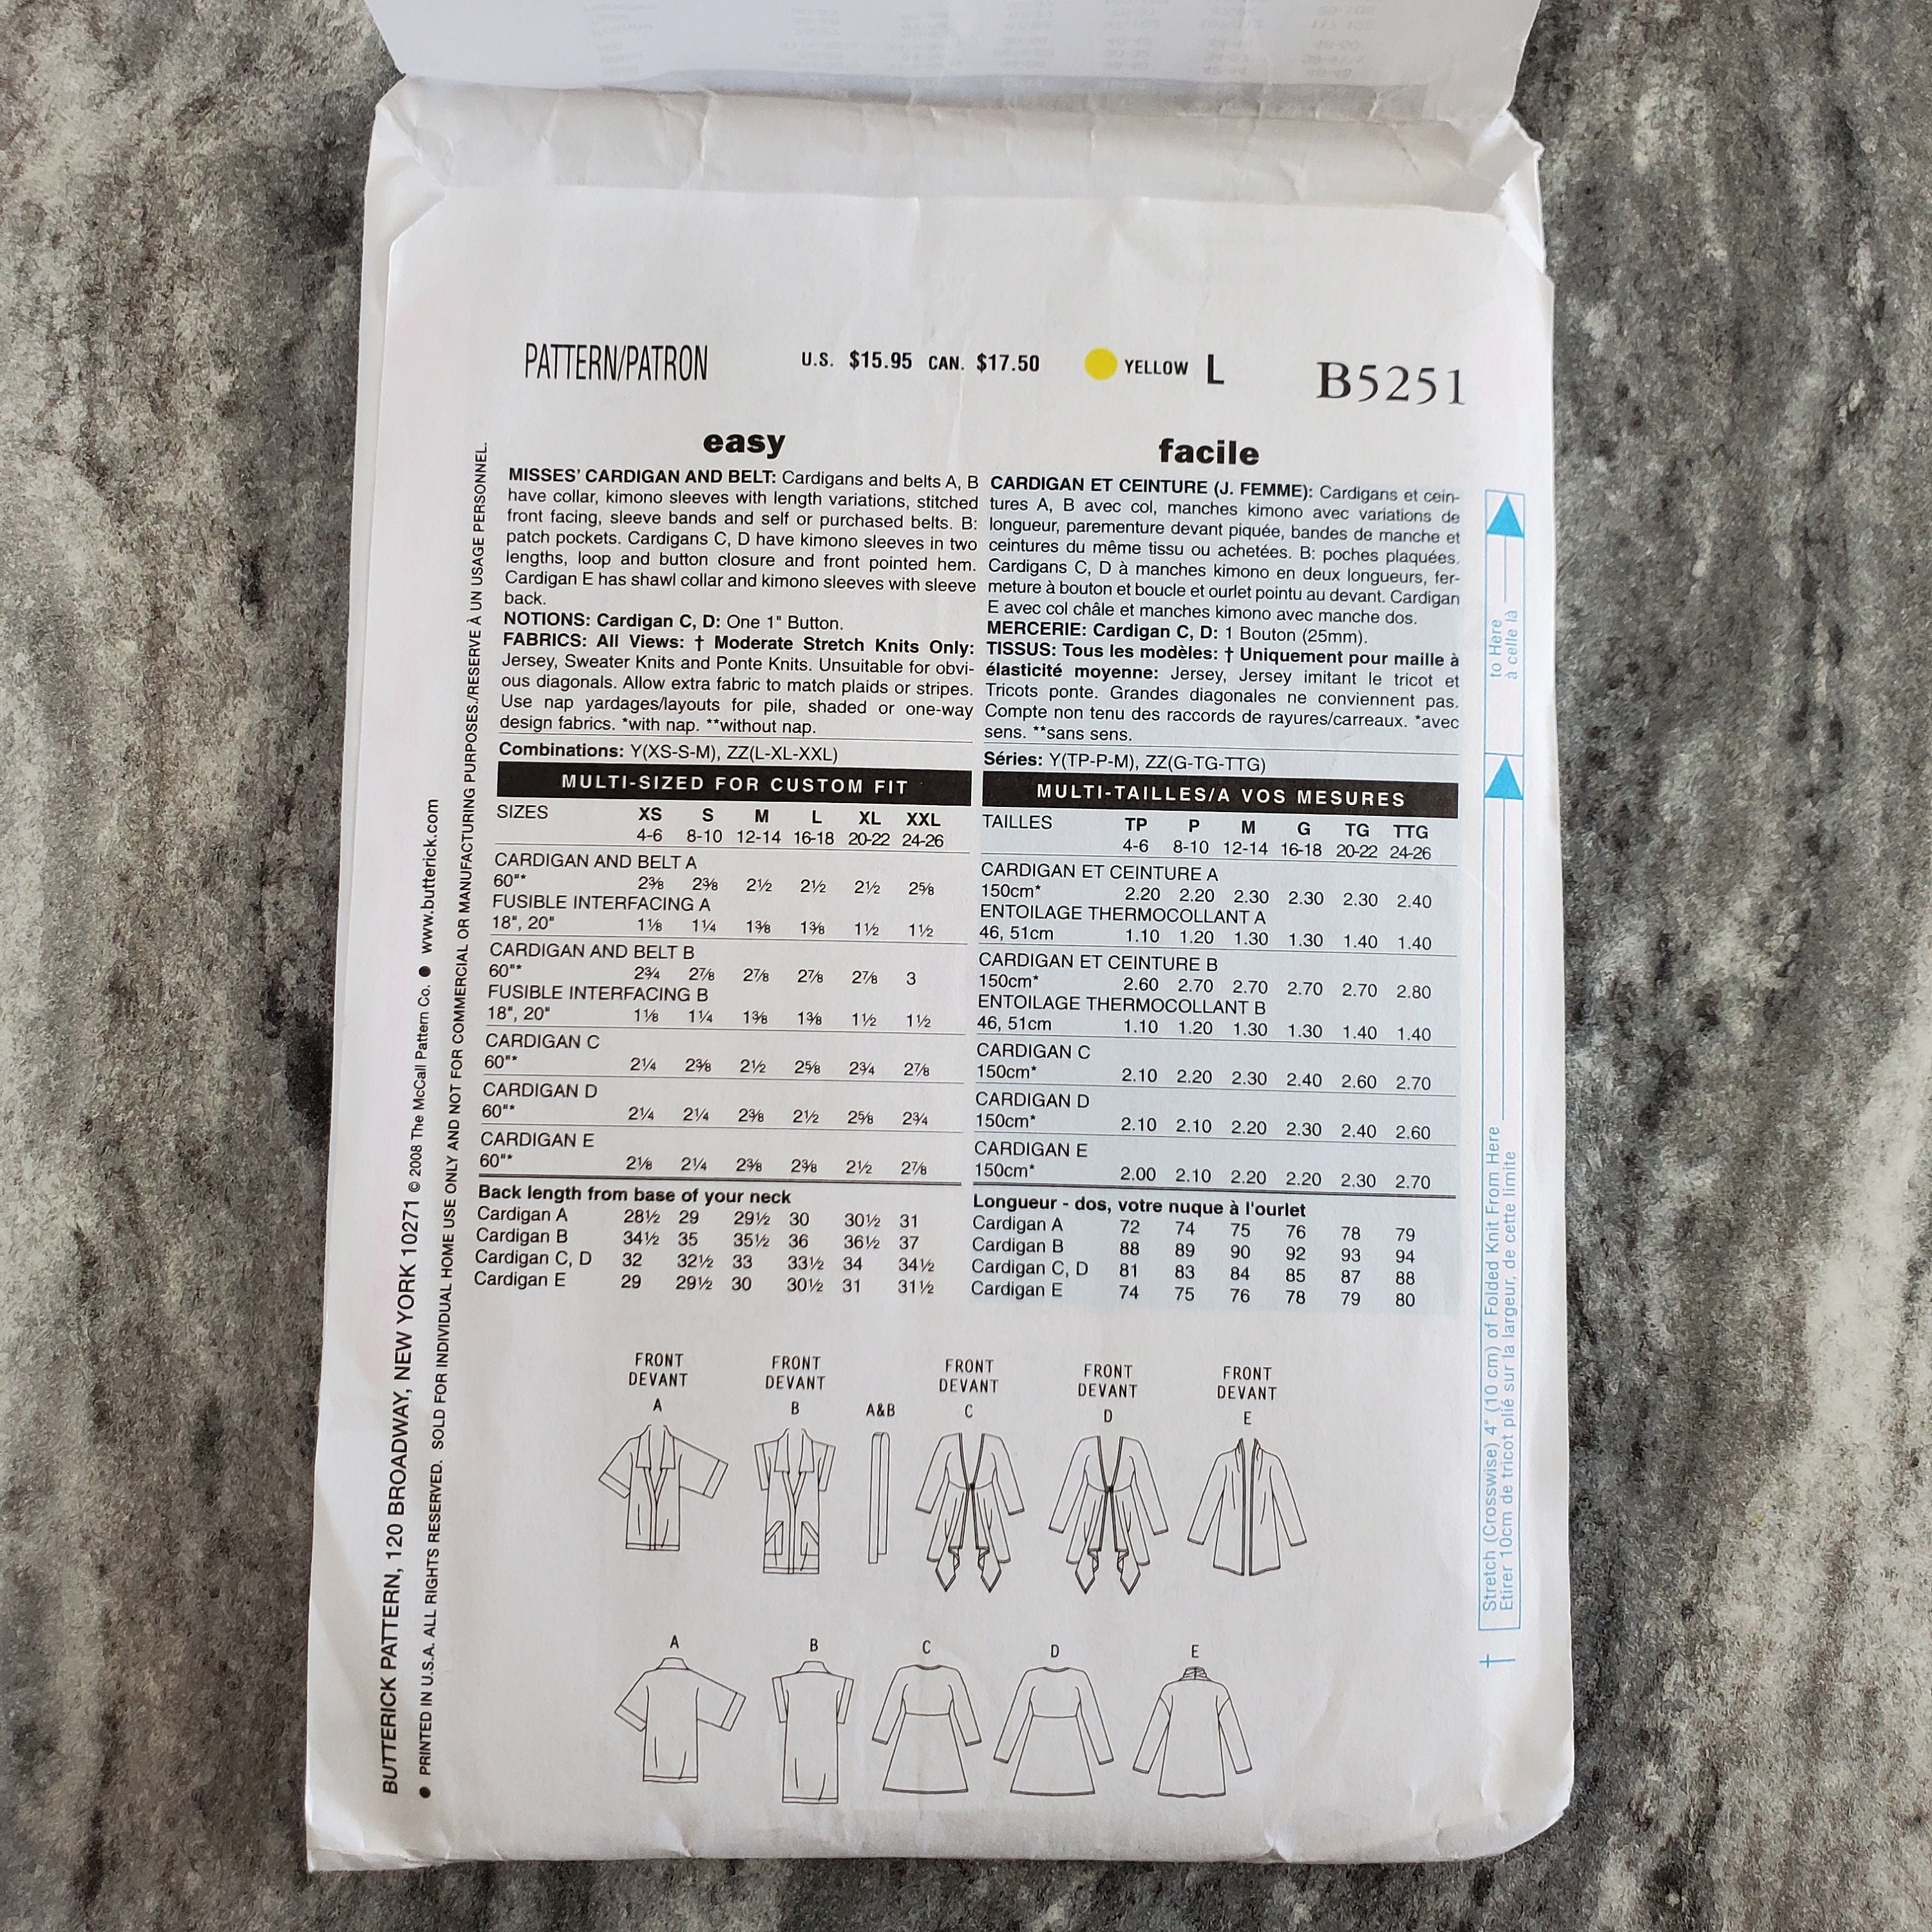 PATTERN/PATRON
U.S. $15.95 CAN. $17.50
YELLOW L
B5251
easy
MISSES' CARDIGAN AND BELT: Cardigans and belts A, B
have collar, kimono sleeves with length variations, stitched
front facing, sleeve bands and self or purchased belts. B:
patch pockets. Cardigans C, D have kimono sleeves in two
lengths, loop and button closure and front pointed hem.
Cardigan E has shawl collar and kimono sleeves with sleeve
back.
NOTIONS: Cardigan C, D: One 1" Button.
FABRICS: All Views: † Moderate Stretch Knits Only:
Jersey, Sweater Knits and Ponte Knits. Unsuitable for obvi-
ous diagonals. Allow extra fabric to match plaids or stripes.
Use nap yardages/layouts for pile, shaded or one-way
design fabrics. *with nap. **without nap.
Combinations: Y(XS-S-M), ZZ(L-XL-XXL)
MULTI-SIZED FOR CUSTOM FIT
SIZES XS S M L XL XXL
4-6 8-10 12-14 16-18 20-22 24-26
CARDIGAN AND BELT A
60"* 2⅜ 2⅜ 2½ 2½ 2½ 2⅝
FUSIBLE INTERFACING A
18", 20" 1⅛ 1¼ 1⅜ 1⅜ 1½ 1½
CARDIGAN AND BELT B
60"* 2¾ 2⅞ 2⅞ 2⅞ 2⅞ 3
FUSIBLE INTERFACING B
18", 20" 1⅛ 1¼ 1⅜ 1⅜ 1½ 1½
CARDIGAN C
60"* 2¼ 2⅜ 2½ 2⅝ 2¾ 2⅞
CARDIGAN D
60"* 2¼ 2¼ 2⅜ 2½ 2⅝ 2¾
CARDIGAN E
60"* 2⅛ 2¼ 2⅜ 2⅜ 2½ 2⅞
Back length from base of your neck
Cardigan A 28½ 29 29½ 30 30½ 31
Cardigan B 34½ 35 35½ 36 36½ 37
Cardigan C, D 32 32½ 33 33½ 34 34½
Cardigan E 29 29½ 30 30½ 31 31½
facile
CARDIGAN ET CEINTURE (J. FEMME): Cardigans et cein-
tures A, B avec col, manches kimono avec variations de
longueur, parementure devant piquée, bandes de manche et
ceintures du même tissu ou achetées. B: poches plaquées.
Cardigans C, D à manches kimono en deux longueurs, fer-
meture à bouton et boucle et ourlet pointu au devant. Cardigan
E avec col châle et manches kimono avec manche dos.
MERCERIE: Cardigan C, D: 1 Bouton (25mm).
TISSUS: Tous les modèles: † Uniquement pour maille à
élasticité moyenne: Jersey, Jersey imitant le tricot et
Tricots ponte. Grandes diagonales ne conviennent pas.
Compte non tenu des raccords de rayures/carreaux. *avec
sens. **sans sens.
Séries: Y(TP-P-M), ZZ(G-TG-TTG)
MULTI-TAILLES/A VOS MESURES
TAILLES TP P M G TG TTG
4-6 8-10 12-14 16-18 20-22 24-26
CARDIGAN ET CEINTURE A
150cm* 2.20 2.20 2.30 2.30 2.30 2.40
ENTOILAGE THERMOCOLLANT A
46, 51cm 1.10 1.20 1.30 1.30 1.40 1.40
CARDIGAN ET CEINTURE B
150cm* 2.60 2.70 2.70 2.70 2.70 2.80
ENTOILAGE THERMOCOLLANT B
46, 51cm 1.10 1.20 1.30 1.30 1.40 1.40
CARDIGAN C
150cm* 2.10 2.20 2.30 2.40 2.60 2.70
CARDIGAN D
150cm* 2.10 2.10 2.20 2.30 2.40 2.60
CARDIGAN E
150cm* 2.00 2.10 2.20 2.20 2.30 2.70
Longueur - dos, votre nuque à l'ourlet
Cardigan A 72 74 75 76 78 79
Cardigan B 88 89 90 92 93 94
Cardigan C, D 81 83 84 85 87 88
Cardigan E 74 75 76 78 79 80
FRONT FRONT FRONT FRONT FRONT
DEVANT DEVANT DEVANT DEVANT DEVANT
A B A&B C D E
A B C D E
BUTTERICK PATTERN, 120 BROADWAY, NEW YORK 10271 © 2008 The McCall Pattern Co. ● www.butterick.com
● PRINTED IN U.S.A. ALL RIGHTS RESERVED. SOLD FOR INDIVIDUAL HOME USE ONLY AND NOT FOR COMMERCIAL OR MANUFACTURING PURPOSES./RESERVE À UN USAGE PERSONNEL.
† Stretch (Crosswise) 4" (10 cm) of Folded Knit From Here to Here
Etirer 10cm de tricot plié sur la largeur, de cette limite à celle là